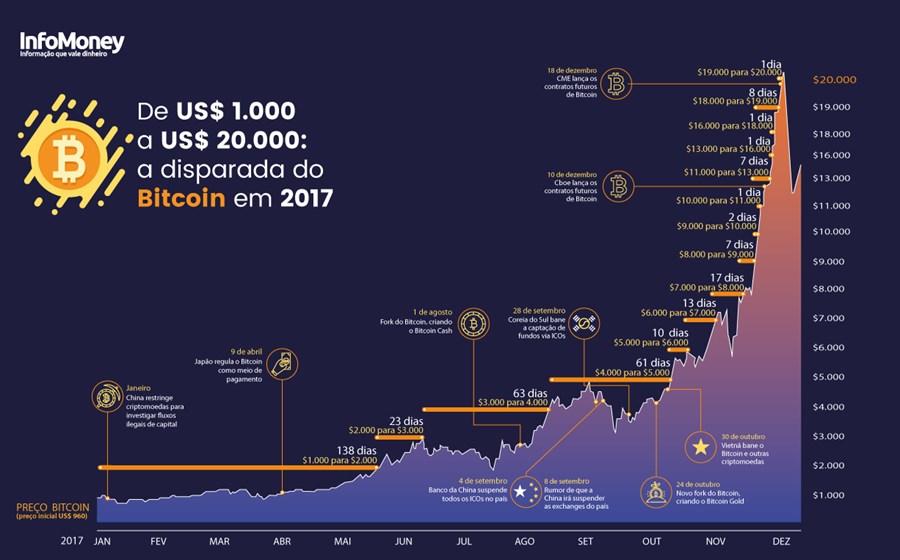 InfoMoney
Informação que vale dinheiro
De US$ 1.000
a US$ 20.000:
a disparada do
Bitcoin em 2017
18 de dezembro
CME lança os
contratos futuros
de Bitcoin
10 de dezembro
Cboe lança os
contratos futuros
de Bitcoin
1 dia
$19.000 para $20.000
8 dias
$18.000 para $19.000
1 dia
$16.000 para $18.000
1 dia
$13.000 para $16.000
7 dias
$11.000 para $13.000
1 dia
$10.000 para $11.000
2 dias
$9.000 para $10.000
7 dias
$8.000 para $9.000
17 dias
$7.000 para $8.000
13 dias
$6.000 para $7.000
10 dias
$5.000 para $6.000
61 dias
$4.000 para $5.000
63 dias
$3.000 para 4.000
23 dias
$2.000 para $3.000
138 dias
$1.000 para $2.000
Janeiro
China restringe
criptomoedas para
investigar fluxos
ilegais de capital
9 de abril
Japão regula o Bitcoin
como meio de
pagamento
1 de agosto
Fork do Bitcoin, criando
o Bitcoin Cash
28 de setembro
Coreia do Sul bane
a captação de
fundos via ICOs
4 de setembro
Banco da China suspende
todos os ICOs no país
8 de setembro
Rumor de que a
China irá suspender
as exchanges do país
24 de outubro
Novo fork do Bitcoin,
criando o Bitcoin Gold
30 de outubro
Vietnã bane o
Bitcoin e outras
criptomoedas
$20.000
$19.000
$18.000
$16.000
$13.000
$11.000
$10.000
$9.000
$8.000
$7.000
$6.000
$5.000
$4.000
$3.000
$2.000
$1.000
PREÇO BITCOIN
(preço inicial US$ 960)
2017 JAN FEV MAR ABR MAI JUN JUL AGO SET OUT NOV DEZ